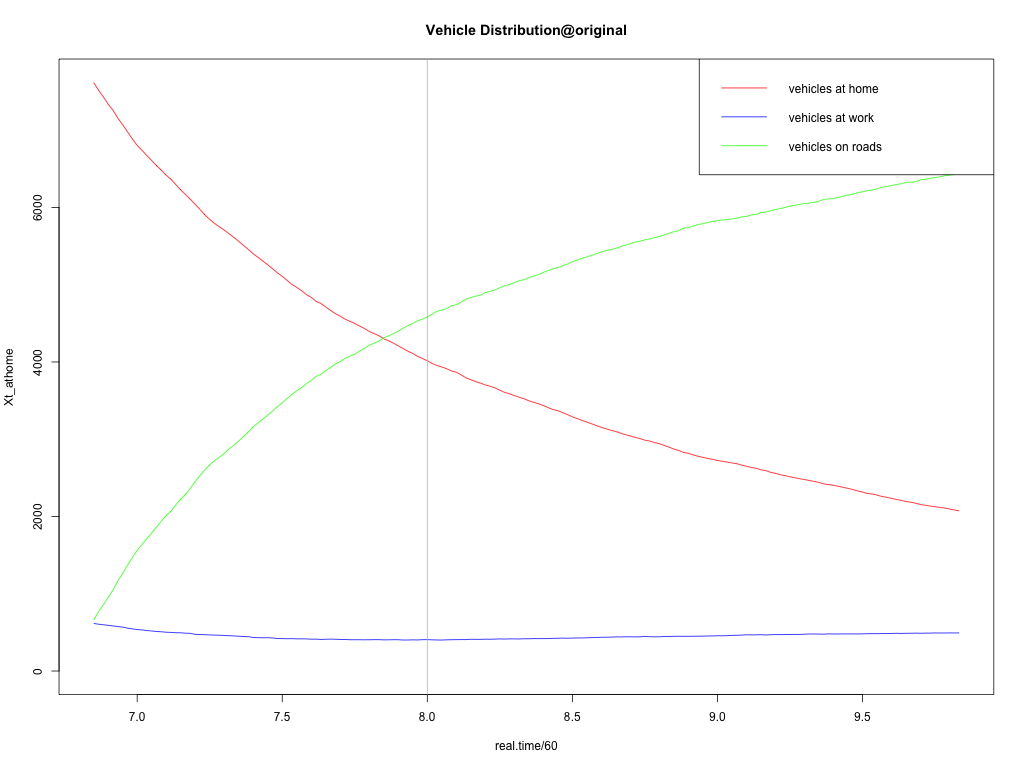 Vehicle Distribution@original
vehicles at home
vehicles at work
vehicles on roads
Xt_athome
6000
4000
2000
0
7.0 7.5 8.0 8.5 9.0 9.5
real.time/60